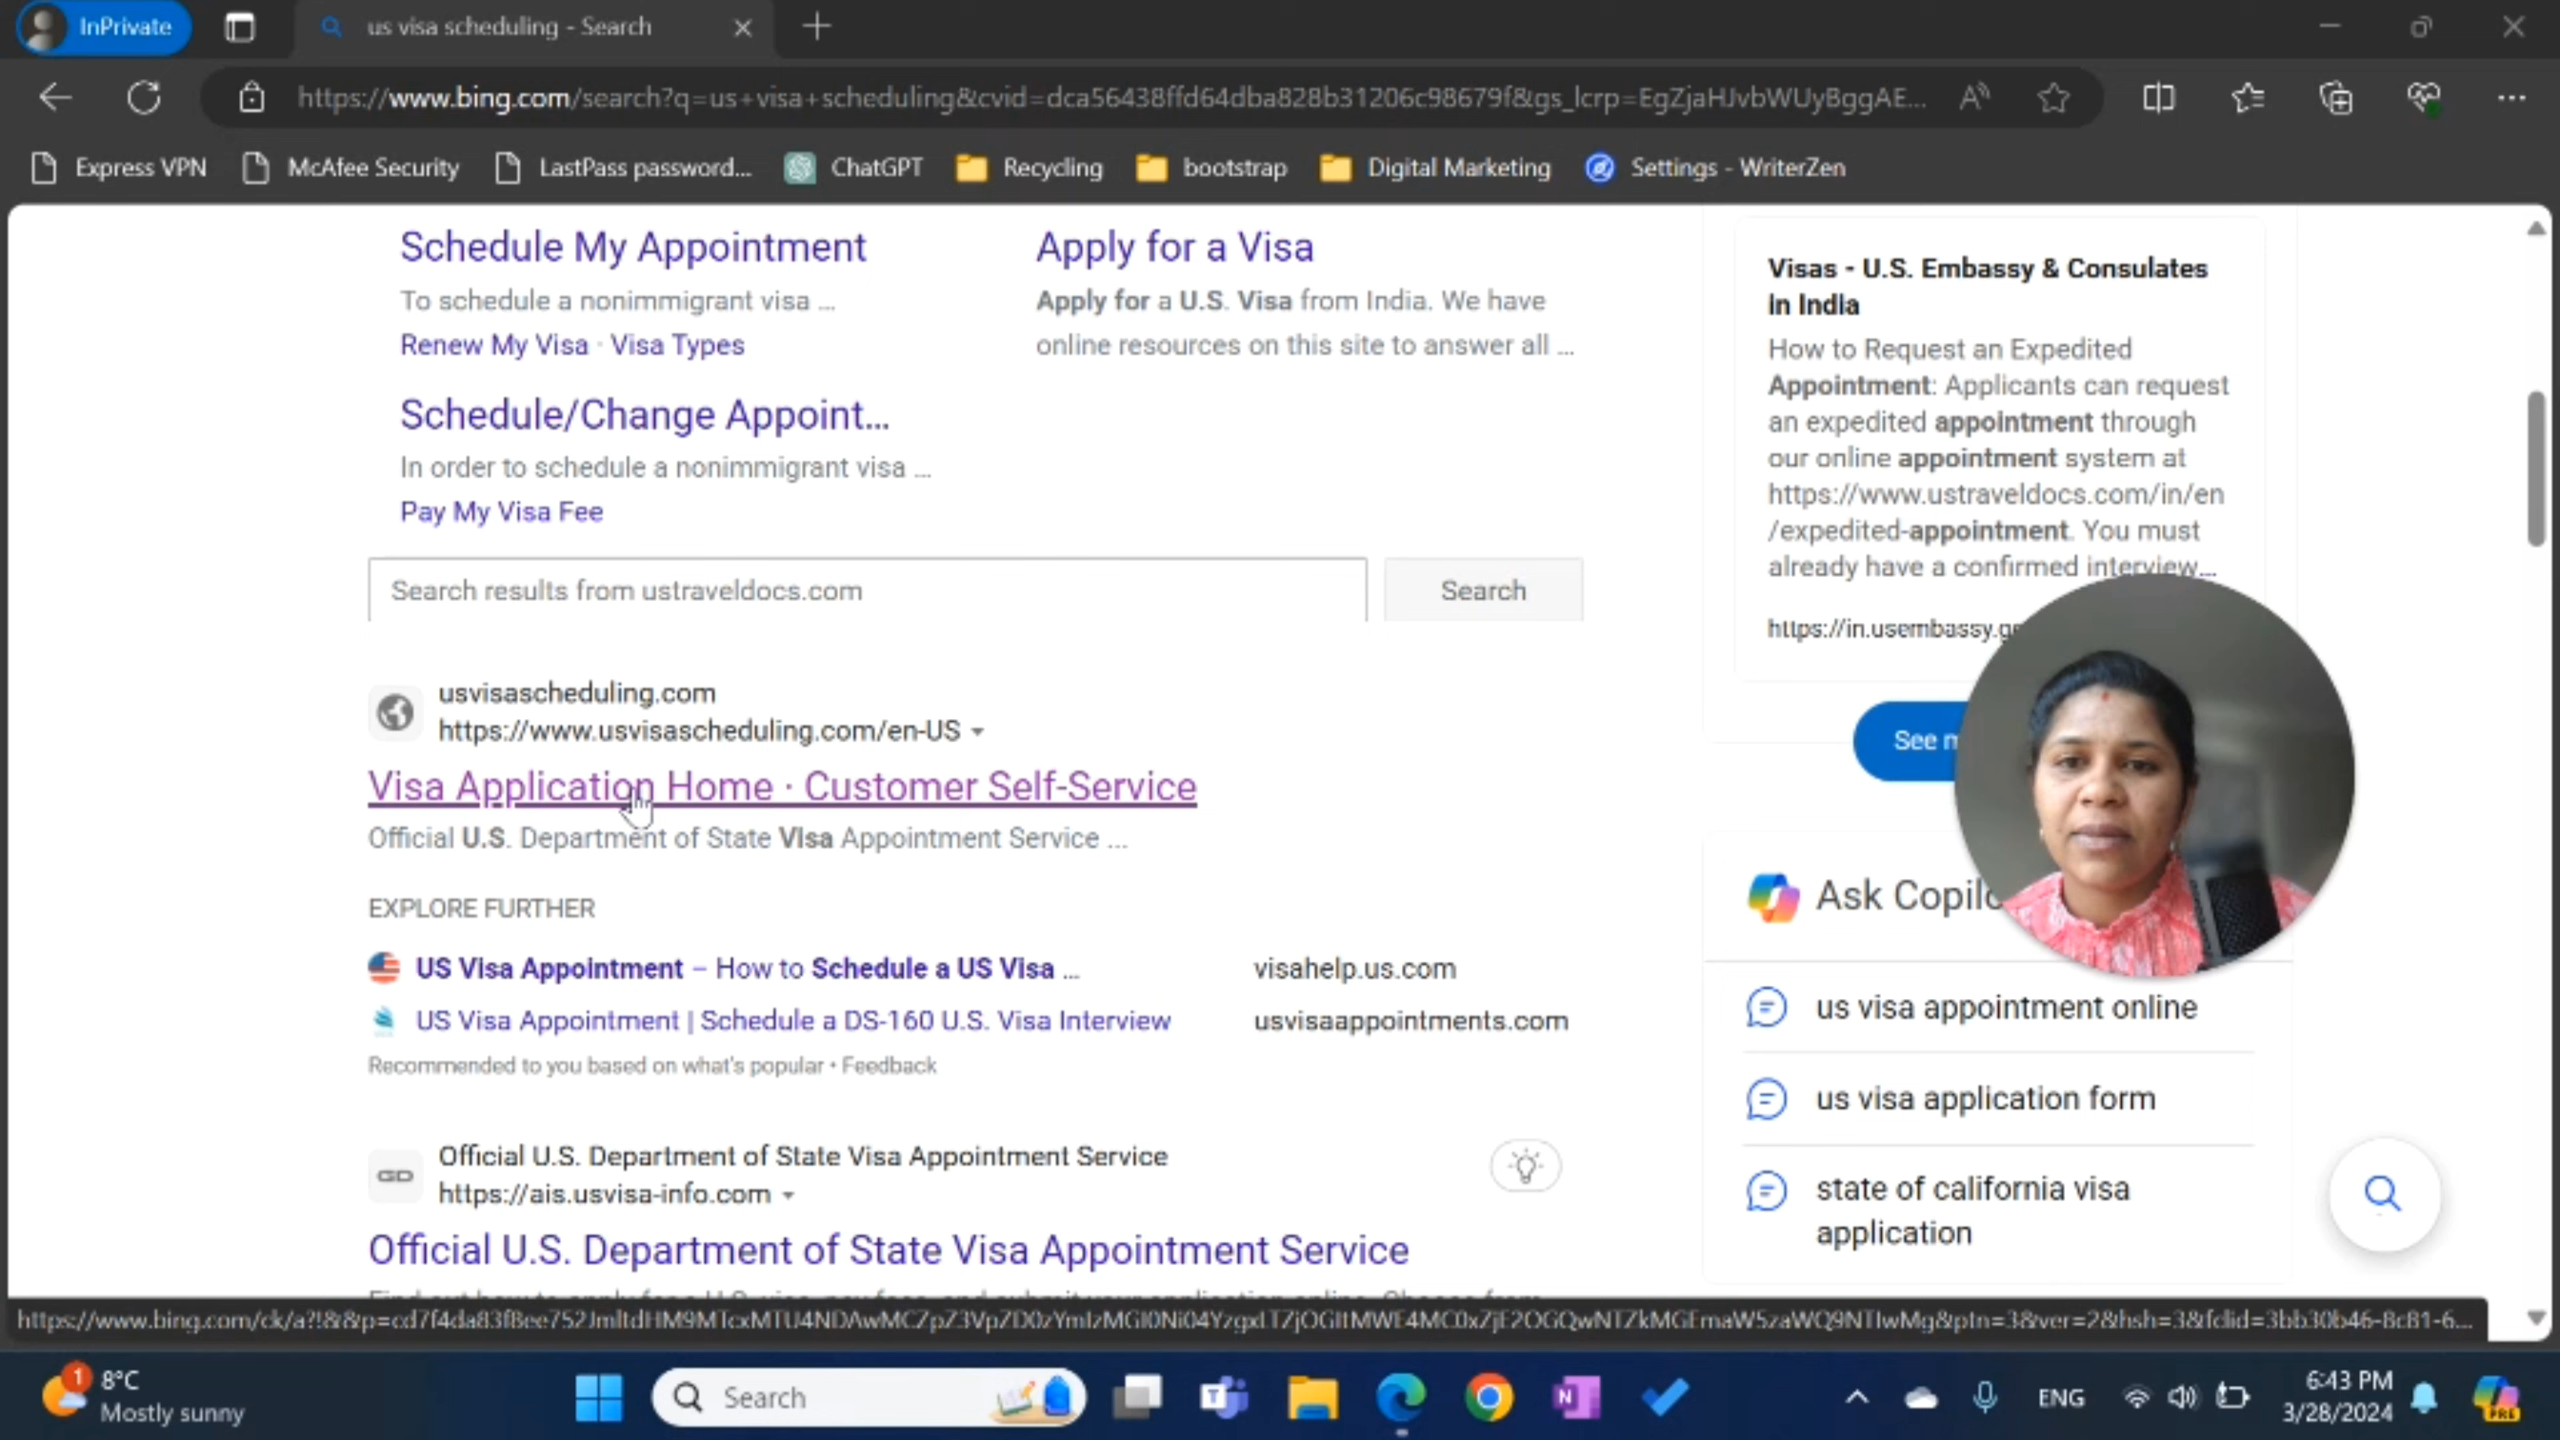 InPrivate
us visa scheduling - Search
https://www.bing.com/search?q=us+visa+scheduling&cvid=dca56438ffd64dba828b31206c98679f&gs_lcrp=EgZjaHJvbWUyBggAE...
Express VPN
McAfee Security
LastPass password...
ChatGPT
Recycling
bootstrap
Digital Marketing
Settings - WriterZen
Schedule My Appointment
To schedule a nonimmigrant visa ...
Renew My Visa · Visa Types
Apply for a Visa
Apply for a U.S. Visa from India. We have
online resources on this site to answer all ...
Schedule/Change Appoint...
In order to schedule a nonimmigrant visa ...
Pay My Visa Fee
Search results from ustraveldocs.com
Search
usvisascheduling.com
https://www.usvisascheduling.com/en-US
Visa Application Home · Customer Self-Service
Official U.S. Department of State Visa Appointment Service ...
EXPLORE FURTHER
US Visa Appointment – How to Schedule a US Visa ...
visahelp.us.com
US Visa Appointment | Schedule a DS-160 U.S. Visa Interview
usvisaappointments.com
Recommended to you based on what's popular • Feedback
Official U.S. Department of State Visa Appointment Service
https://ais.usvisa-info.com
Official U.S. Department of State Visa Appointment Service
Visas - U.S. Embassy & Consulates
in India
How to Request an Expedited
Appointment: Applicants can request
an expedited appointment through
our online appointment system at
https://www.ustraveldocs.com/in/en
/expedited-appointment. You must
already have a confirmed interview...
https://in.usembassy.g
See
Ask
us visa appointment online
us visa application form
state of california visa
application
8°C
Mostly sunny
1
Search
ENG
6:43 PM
3/28/2024
PRE